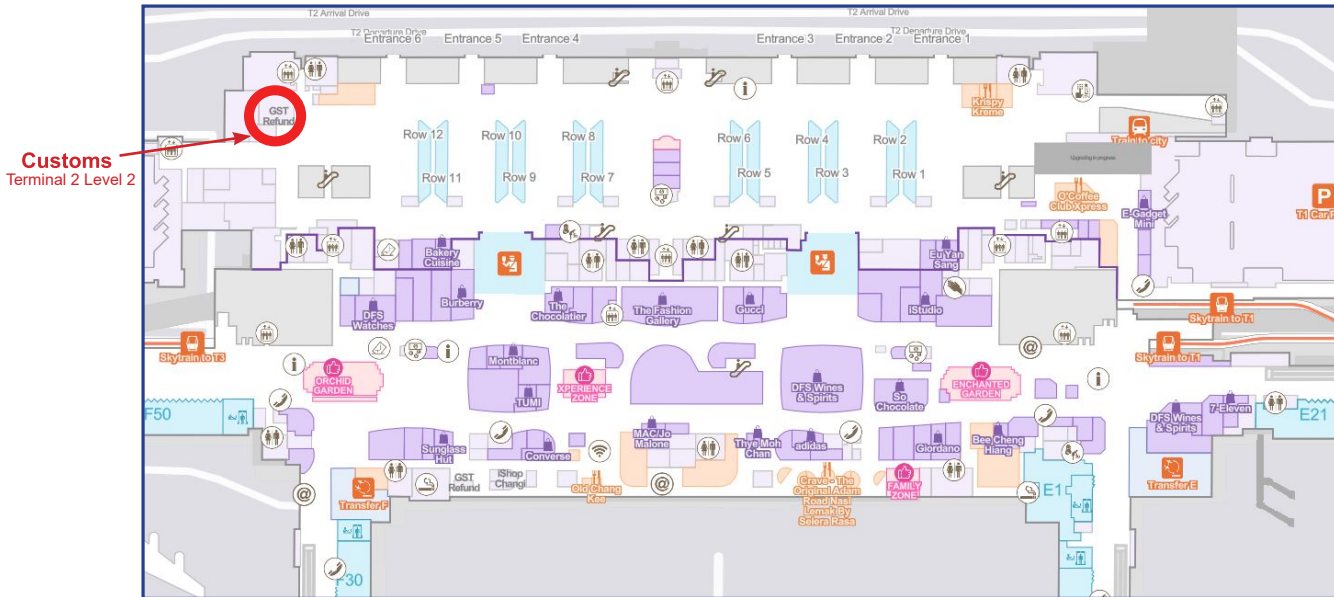 T2 Arrival Drive
T2 Arrival Drive
T2 Departure Drive
T2 Departure Drive
Entrance 6
Entrance 5
Entrance 4
Entrance 3
Entrance 2
Entrance 1
GST
Refund
Krispy
Kreme
Customs
Terminal 2 Level 2
Row 12
Row 10
Row 8
Row 6
Row 4
Row 2
Train to city
Upgrading in progress
Row 11
Row 9
Row 7
Row 5
Row 3
Row 1
O'Coffee
Club Xpress
E-Gadget
Mini
P
T1 Car P
Bakery
Cuisine
Eu Yan
Sang
Burberry
DFS
Watches
The
Chocolatier
The Fashion
Gallery
Gucci
iStudio
Skytrain to T1
Skytrain to T3
Skytrain to T1
Montblanc
ORCHID
GARDEN
XPERIENCE
ZONE
TUMI
DFS Wines
& Spirits
So
Chocolate
ENCHANTED
GARDEN
F50
7-Eleven
DFS Wines
& Spirits
E21
Sunglass
Hut
Converse
MAC/Jo
Malone
Thye Moh
Chan
adidas
Giordano
Bee Cheng
Hiang
Transfer F
GST
Refund
iShop
Changi
Old Chang
Kee
Crave - The
Original Adam
Road Nasi
Lemak By
Selera Rasa
FAMILY
ZONE
E1
Transfer E
F30